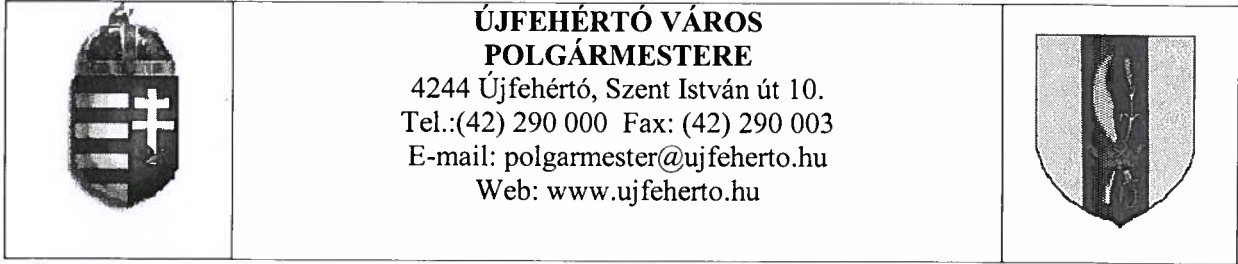 ÚJFEHÉRTÓ VÁROS
POLGÁRMESTERE
4244 Újfehértó, Szent István út 10.
Tel.:(42) 290 000 Fax: (42) 290 003
E-mail: polgarmester@ujfeherto.hu
Web: www.ujfeherto.hu